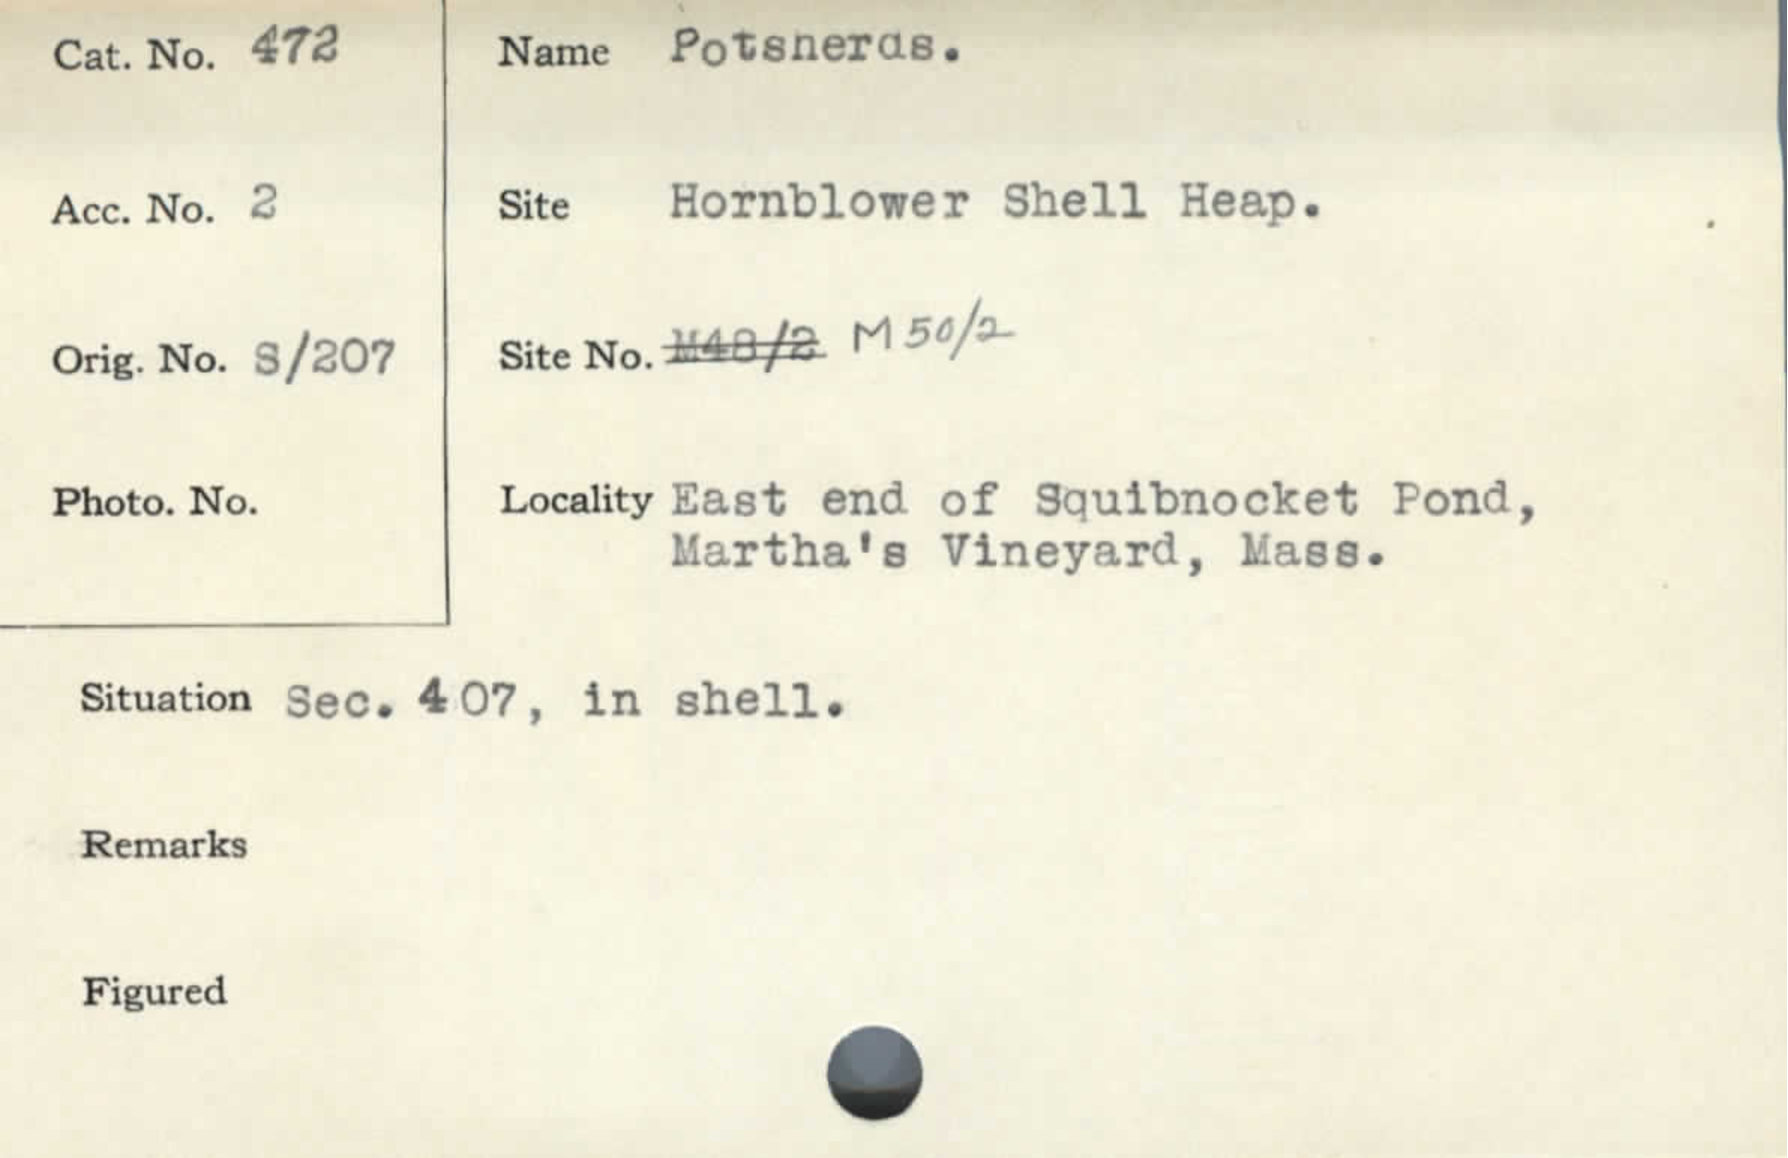 Cat. No. 472
Name Potsherds.
Acc. No. 2
Site Hornblower Shell Heap.
Orig. No. S/207
Site No. M48/2 M50/2
Photo. No.
Locality East end of Squibnocket Pond,
Martha's Vineyard, Mass.
Situation Sec. 407, in shell.
Remarks
Figured